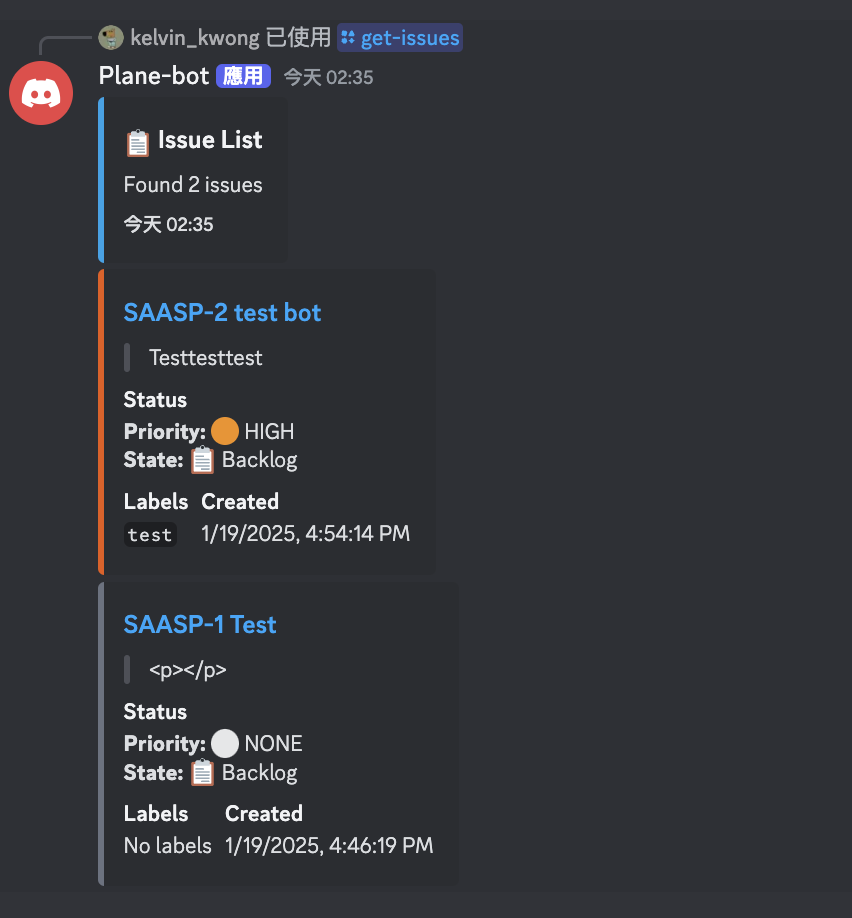 kelvin_kwong 已使用 get-issues
Plane-bot 應用 今天 02:35
📋 Issue List
Found 2 issues
今天 02:35
SAASP-2 test bot
Testtesttest
Status
Priority: 🟠 HIGH
State: 📋 Backlog
Labels Created
test 1/19/2025, 4:54:14 PM
SAASP-1 Test
<p></p>
Status
Priority: ⚪ NONE
State: 📋 Backlog
Labels Created
No labels 1/19/2025, 4:46:19 PM